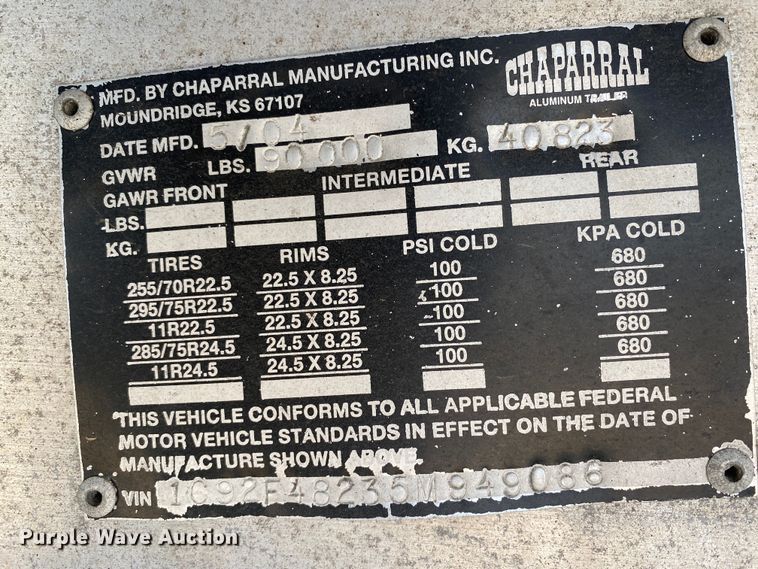 MFD. BY CHAPARRAL MANUFACTURING INC.
MOUNDRIDGE, KS 67107
CHAPARRAL
ALUMINUM TRAILER
DATE MFD. 5/04
GVWR LBS. 90,000 KG. 40823
GAWR FRONT INTERMEDIATE REAR
LBS.
KG.
TIRES RIMS PSI COLD KPA COLD
255/70R22.5 22.5 X 8.25 100 680
295/75R22.5 22.5 X 8.25 100 680
11R22.5 22.5 X 8.25 100 680
285/75R24.5 24.5 X 8.25 100 680
11R24.5 24.5 X 8.25 100 680
THIS VEHICLE CONFORMS TO ALL APPLICABLE FEDERAL
MOTOR VEHICLE STANDARDS IN EFFECT ON THE DATE OF
MANUFACTURE SHOWN ABOVE
VIN 1C92F48235M949086
Purple Wave Auction